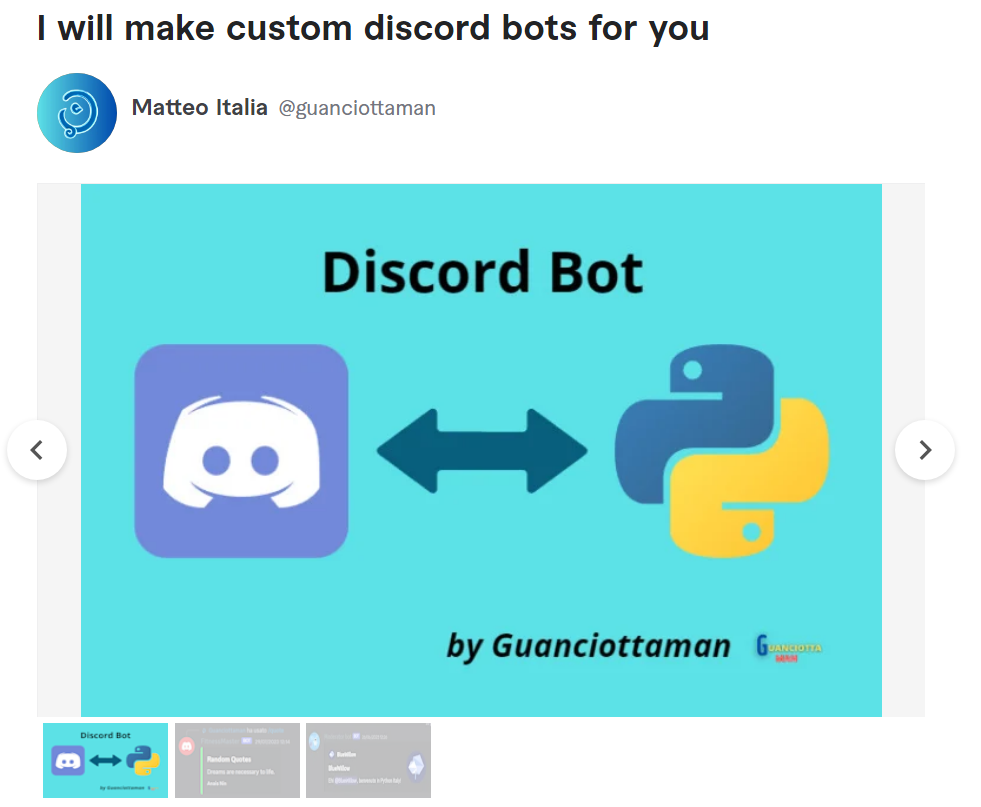 I will make custom discord bots for you
Matteo Italia @guanciottaman
Discord Bot
by Guanciottaman
GUANCIOTTA
MAN
Discord Bot
by Guanciottaman
Random Quotes
Dreams are necessary to life.